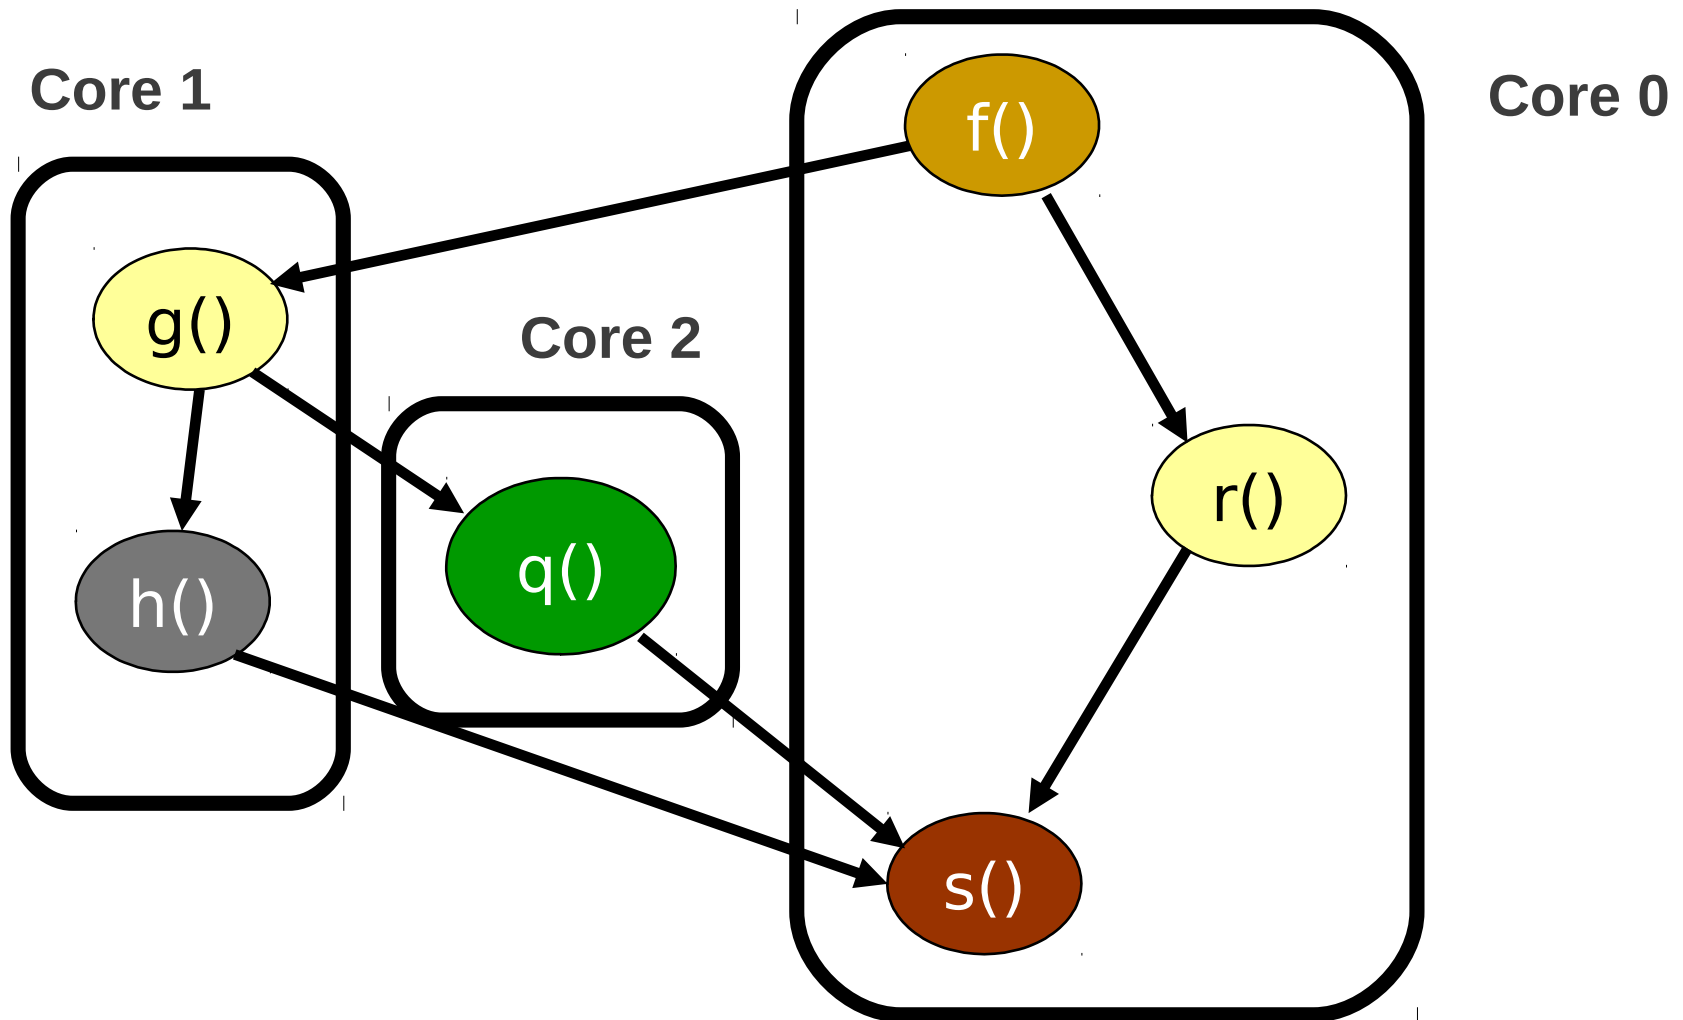 Core 1
Core 0
f()
g()
Core 2
r()
q()
h()
s()